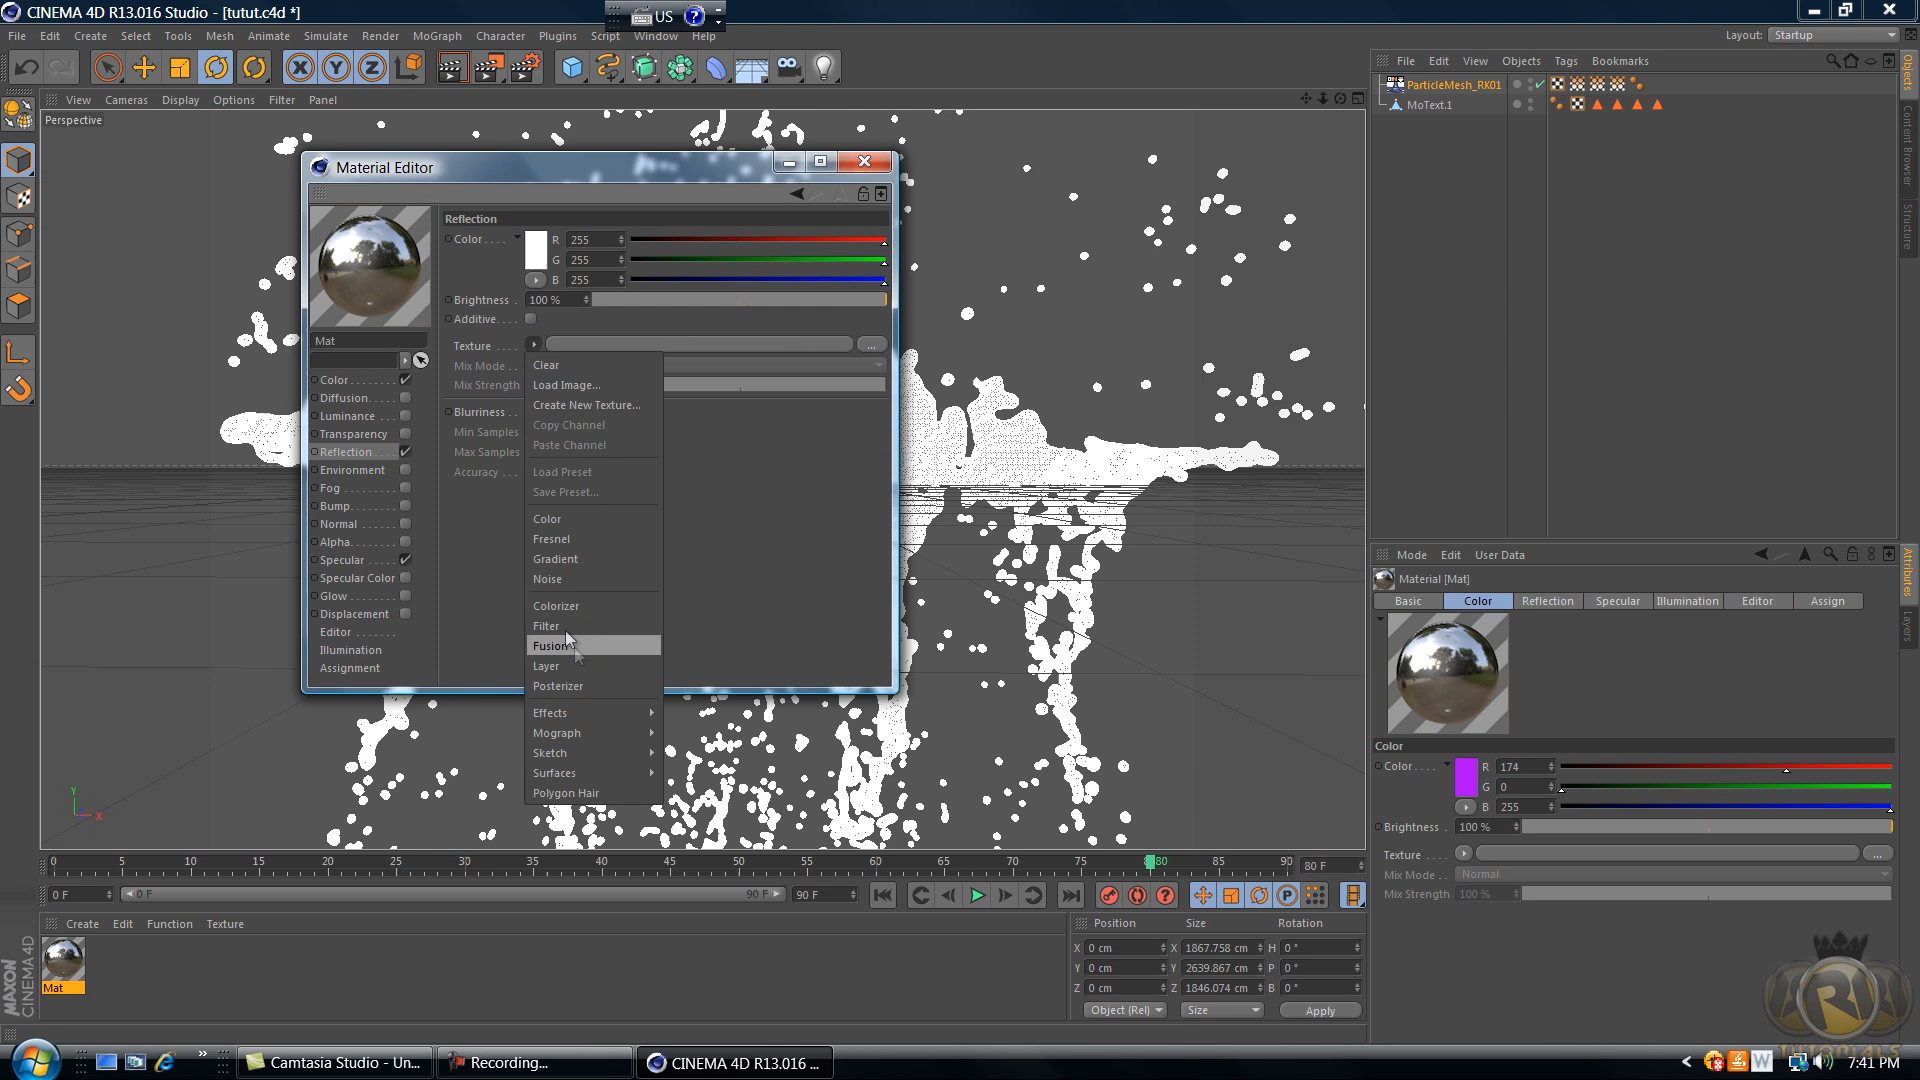 CINEMA 4D R13.016 Studio - [tutut.c4d *]
US
File Edit Create Select Tools Mesh Animate Simulate Render MoGraph Character Plugins Script Window Help
Layout: Startup
View Cameras Display Options Filter Panel
Perspective
File Edit View Objects Tags Bookmarks
ParticleMesh_RK01
MoText.1
Objects
Content Browser
Structure
Material Editor
Reflection
Color.... R 255
G 255
B 255
Brightness . 100 %
Additive....
Texture .... ...
Mix Mode ..
Mix Strength
Blurriness ..
Min Samples
Max Samples
Accuracy ...
Mat
Color........
Diffusion......
Luminance ....
Transparency
Reflection....
Environment
Fog .........
Bump........
Normal .......
Alpha........
Specular .....
Specular Color
Glow ........
Displacement
Editor .......
Illumination
Assignment
Clear
Load Image...
Create New Texture...
Copy Channel
Paste Channel
Load Preset
Save Preset...
Color
Fresnel
Gradient
Noise
Colorizer
Filter
Fusion
Layer
Posterizer
Effects
Mograph
Sketch
Surfaces
Polygon Hair
Y
X
Mode Edit User Data
Material [Mat]
Basic Color Reflection Specular Illumination Editor Assign
Color
Color.... R 174
G 0
B 255
Brightness . 100 %
Texture .... ...
Mix Mode .. Normal
Mix Strength 100 %
Attributes
Layers
0 5 10 15 20 25 30 35 40 45 50 55 60 65 70 75 80 85 90 80 F
0 F 0 F 90 F 90 F
Create Edit Function Texture
Mat
MAXON
CINEMA 4D
Position Size Rotation
X 0 cm X 1867.758 cm H 0 °
Y 0 cm Y 2639.867 cm P 0 °
Z 0 cm Z 1846.074 cm B 0 °
Object (Rel) Size Apply
TUTORIALS
Camtasia Studio - Un... Recording... CINEMA 4D R13.016 ... 7:41 PM